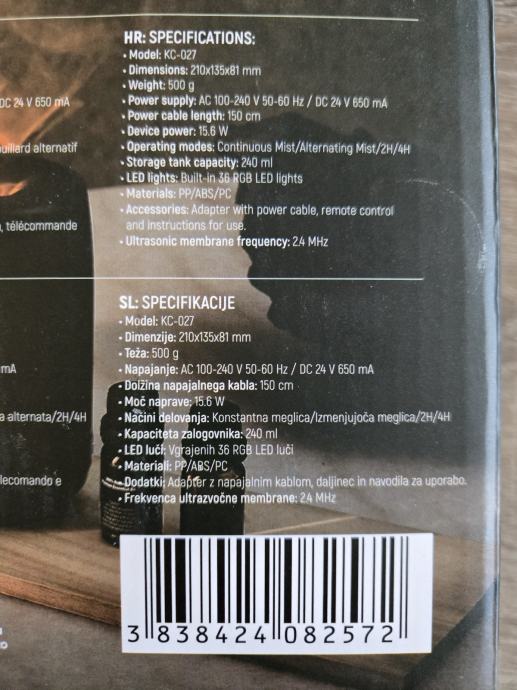 HR: SPECIFICATIONS:
• Model: KC-027
• Dimensions: 210x135x81 mm
• Weight: 500 g
• Power supply: AC 100-240 V 50-60 Hz / DC 24 V 650 mA
• Power cable length: 150 cm
• Device power: 15.6 W
• Operating modes: Continuous Mist/Alternating Mist/2H/4H
• Storage tank capacity: 240 ml
• LED lights: Built-in 36 RGB LED lights
• Materials: PP/ABS/PC
• Accessories: Adapter with power cable, remote control
and instructions for use.
• Ultrasonic membrane frequency: 2.4 MHz
DC 24 V 650 mA
alternatif
, télécommande
SL: SPECIFIKACIJE
• Model: KC-027
• Dimenzije: 210x135x81 mm
• Teža: 500 g
• Napajanje: AC 100-240 V 50-60 Hz / DC 24 V 650 mA
• Dolžina napajalnega kabla: 150 cm
• Moč naprave: 15.6 W
• Načini delovanja: Konstantna meglica/Izmenjujoča meglica/2H/4H
• Kapaciteta zalogovnika: 240 ml
• LED luči: Vgrajenih 36 RGB LED luči
• Materiali: PP/ABS/PC
• Dodatki: Adapter z napajalnim kablom, daljinec in navodila za uporabo.
• Frekvenca ultrazvočne membrane: 2.4 MHz
mA
alternata/2H/4H
e
3 838424 082572